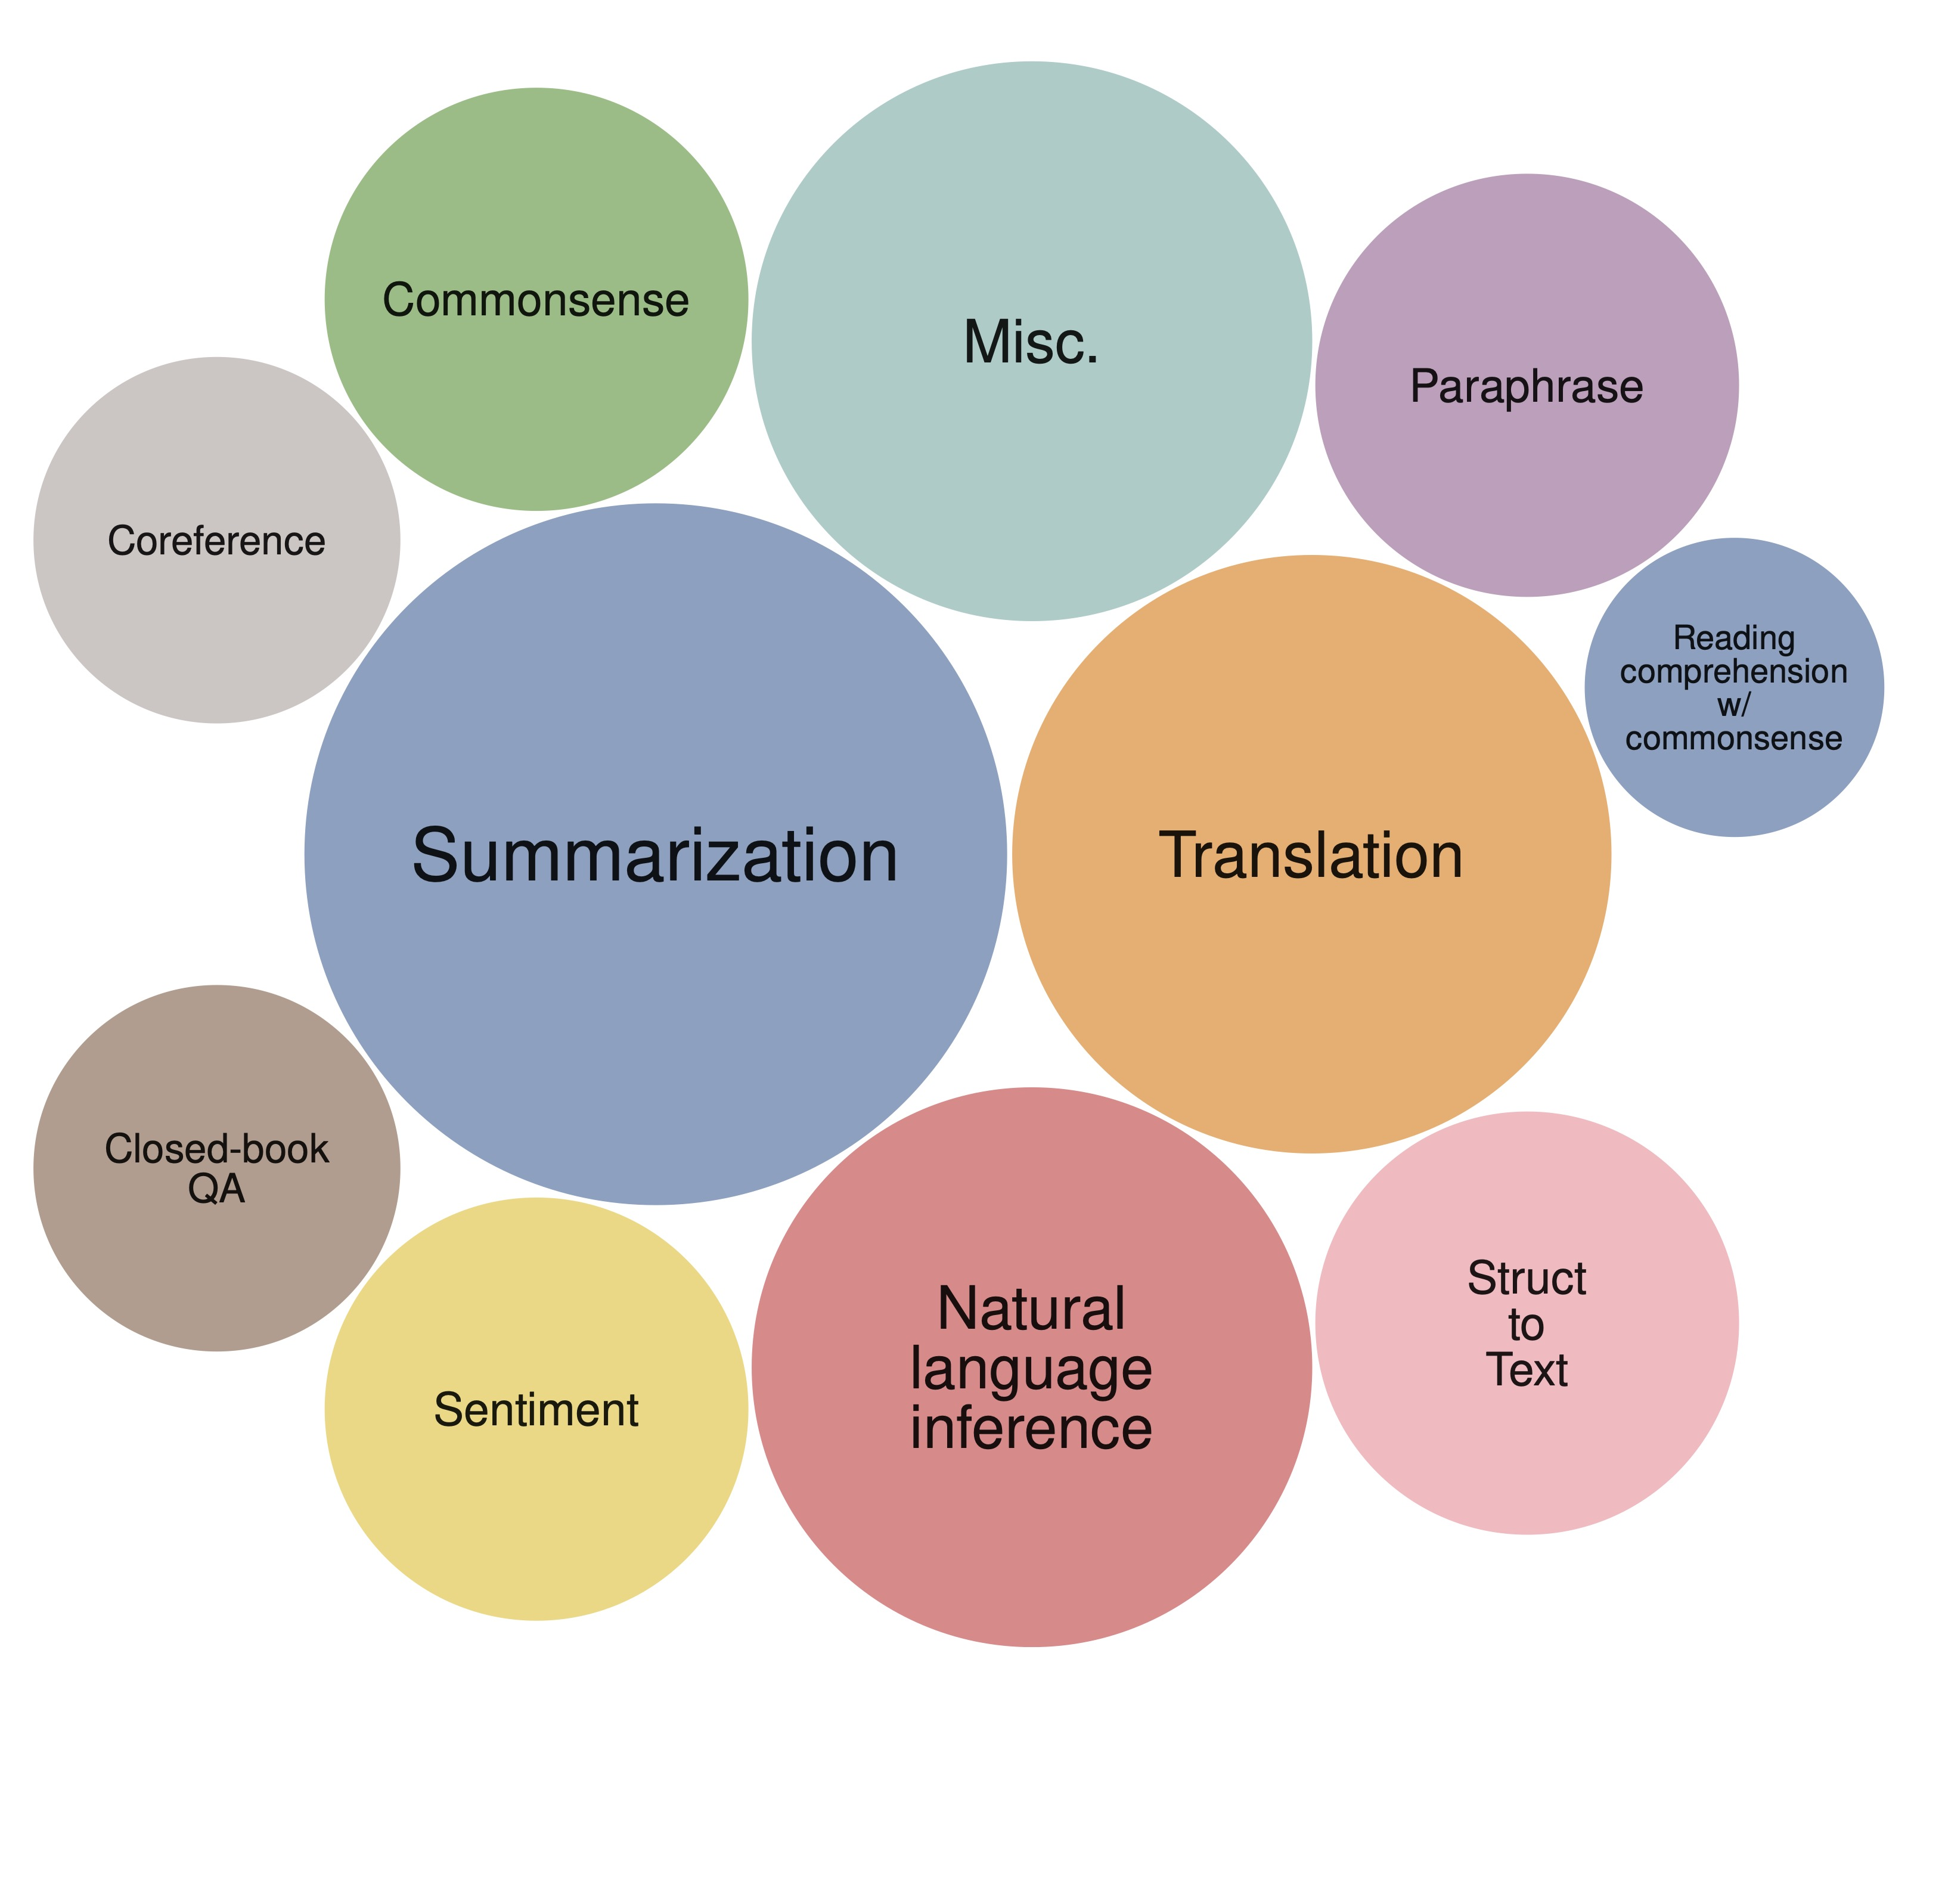 Commonsense
Misc.
Paraphrase
Coreference
Reading
comprehension
w/
commonsense
Summarization
Translation
Closed-book
QA
Sentiment
Natural
language
inference
Struct
to
Text